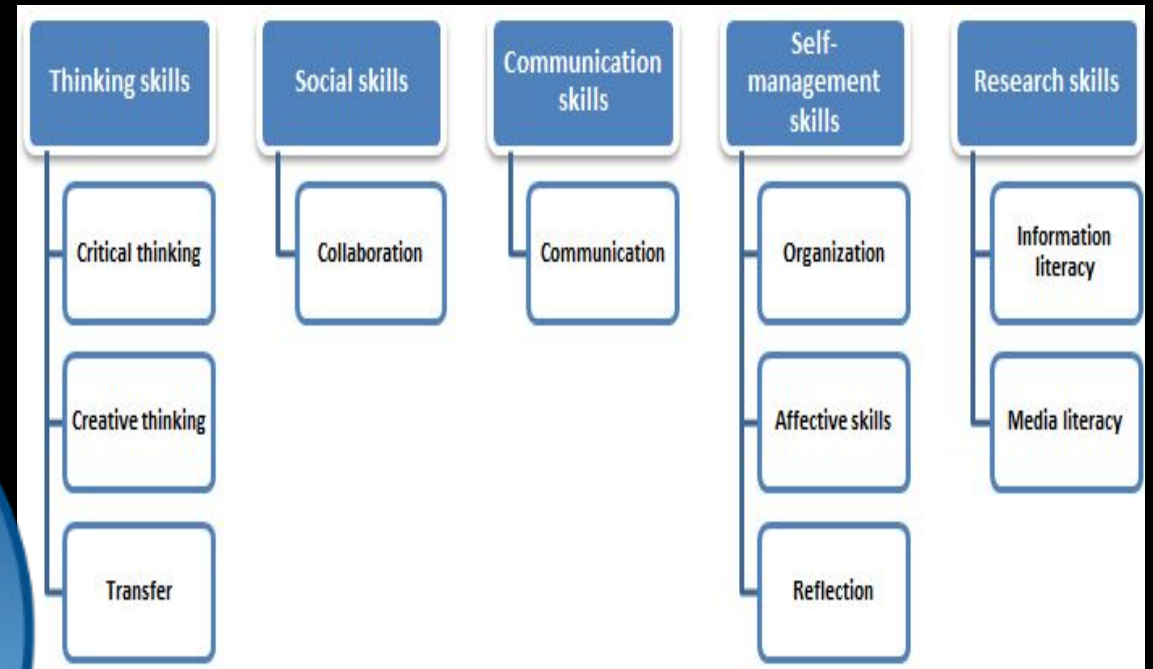 Thinking skills
Critical thinking
Creative thinking
Transfer
Social skills
Collaboration
Communication
skills
Communication
Self-
management
skills
Organization
Affective skills
Reflection
Research skills
Information
literacy
Media literacy